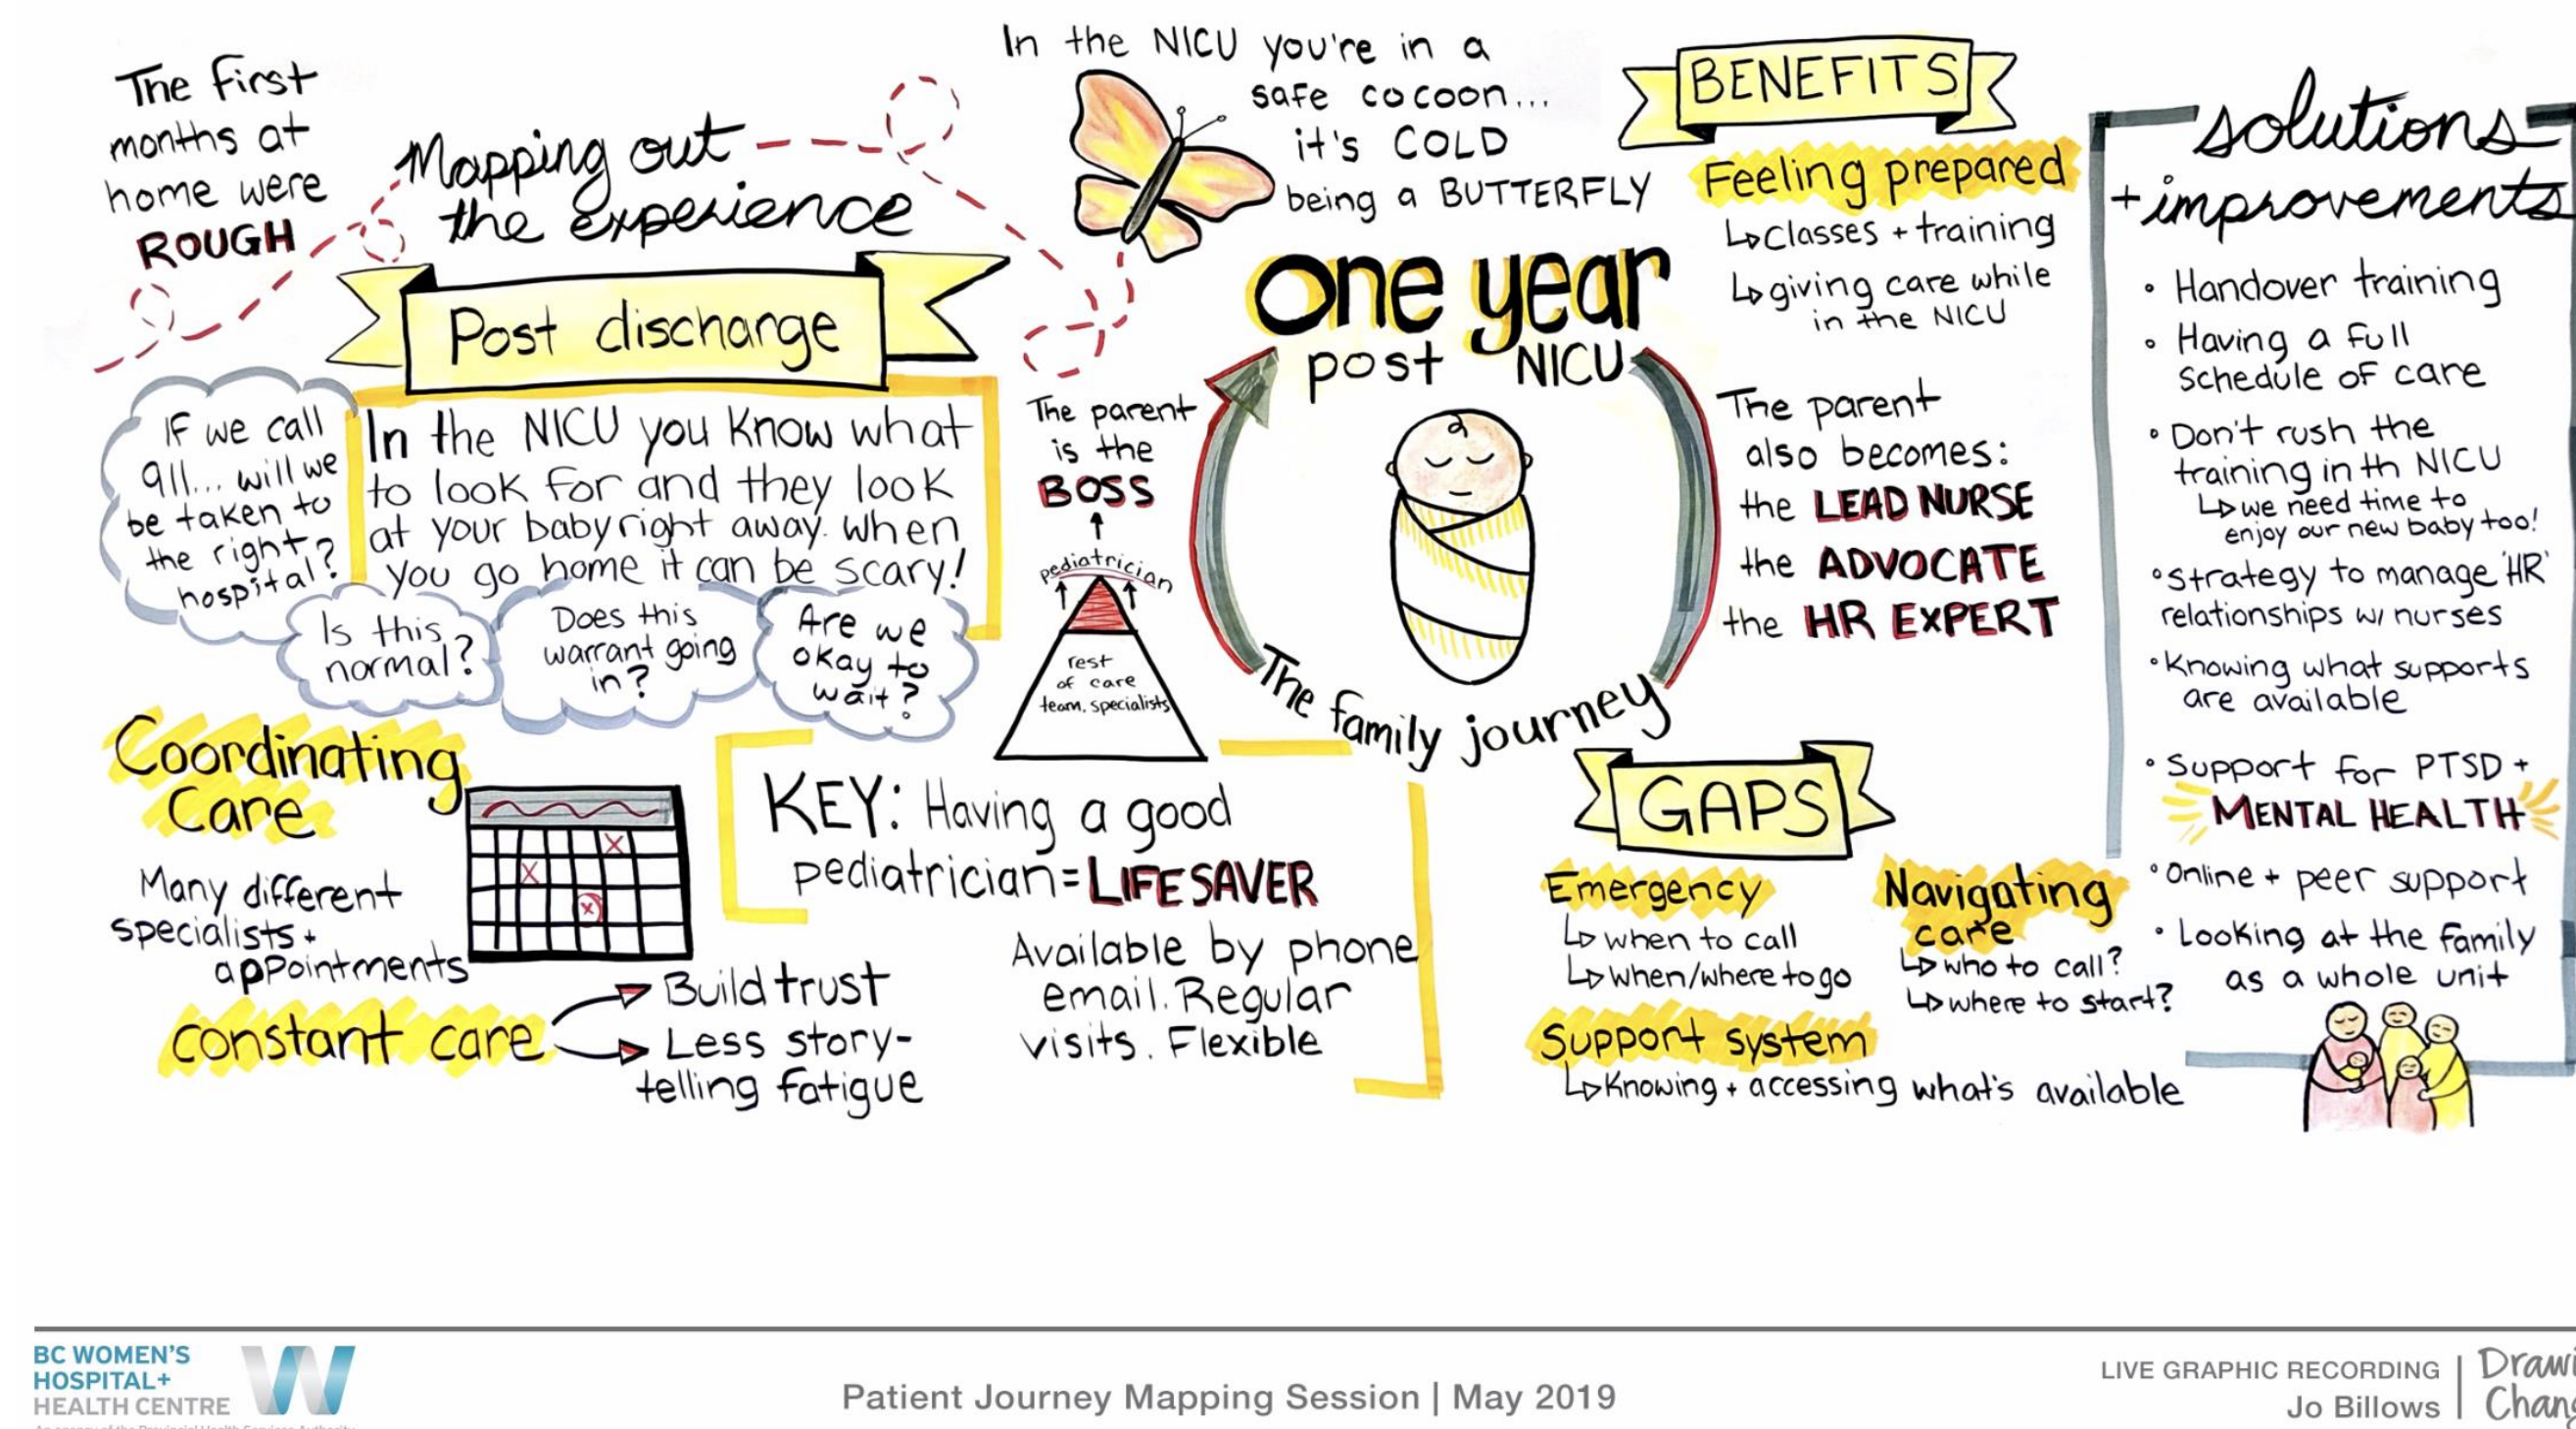 The first
months at
home were
ROUGH
Mapping out
the experience
Post discharge
If we call
911... will we
be taken to
the right
hospital?
In the NICU you know what
to look for and they look
at your baby right away. When
you go home it can be scary!
Is this
normal?
Does this
warrant going
in?
Are we
okay to
wait?
Coordinating
Care
Many different
specialists +
appointments
constant care
Build trust
Less story-
telling fatigue
KEY: Having a good
pediatrician = LIFESAVER
Available by phone
email. Regular
visits. Flexible
In the NICU you're in a
safe cocoon...
it's COLD
being a BUTTERFLY
The parent
is the
BOSS
pediatrician
rest
of care
team, specialists
one year
post NICU
The family journey
BENEFITS
Feeling prepared
classes + training
giving care while
in the NICU
The parent
also becomes:
the LEAD NURSE
the ADVOCATE
the HR EXPERT
GAPS
Emergency
when to call
when/where to go
Navigating
care
who to call?
where to start?
Support system
Knowing + accessing what's available
solutions
+ improvements
• Handover training
• Having a full
schedule of care
• Don't rush the
training in th NICU
we need time to
enjoy our new baby too!
• Strategy to manage 'HR'
relationships w/ nurses
• Knowing what supports
are available
• Support for PTSD +
MENTAL HEALTH
• Online + peer support
• Looking at the family
as a whole unit
BC WOMEN'S
HOSPITAL+
HEALTH CENTRE
Patient Journey Mapping Session | May 2019
LIVE GRAPHIC RECORDING
Jo Billows
Drawi
Chang